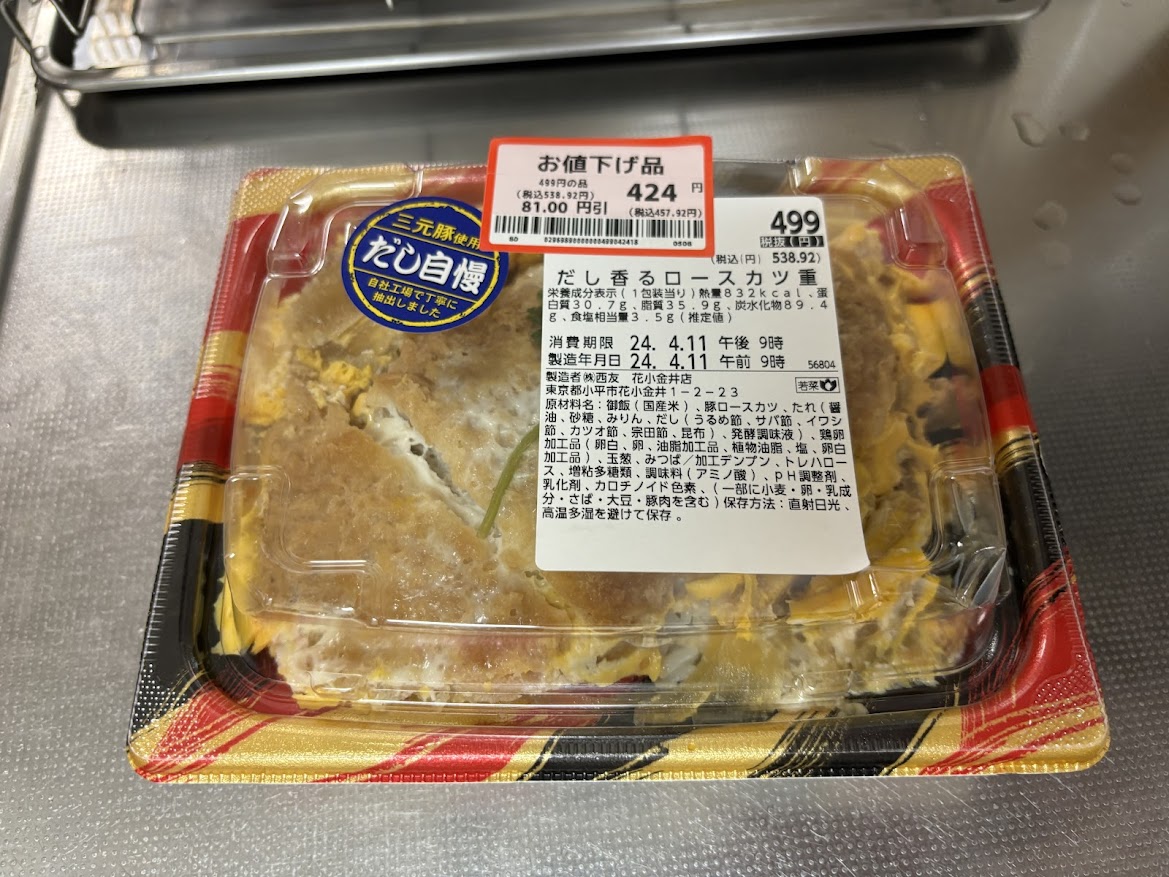 お値下げ品
499円の品
(税込538.92円)
424 円
81.00 円引
(税込457.92円)
三元豚使用
だし自慢
自社工場で丁寧に
抽出しました
499
税抜(円)
(税込(円) 538.92)
だし香るロースカツ重
栄養成分表示(1包装当り)熱量832kcal、蛋
白質30.7g、脂質35.9g、炭水化物89.4
g、食塩相当量3.5g(推定値)
消費期限 24. 4.11 午後 9時
製造年月日 24. 4.11 午前 9時 56804
製造者㈱西友 花小金井店
若菜
東京都小平市花小金井1-2-23
原材料名:御飯(国産米)、豚ロースカツ、たれ(醤
油、砂糖、みりん、だし(うるめ節、サバ節、イワシ
節、カツオ節、宗田節、昆布)、発酵調味液)、鶏卵
加工品(卵白、卵、油脂加工品、植物油脂、塩、卵白
加工品)、玉葱、みつば/加工デンプン、トレハロー
ス、増粘多糖類、調味料(アミノ酸)、pH調整剤、
乳化剤、カロチノイド色素、(一部に小麦・卵・乳成
分・さば・大豆・豚肉を含む)保存方法:直射日光、
高温多湿を避けて保存。